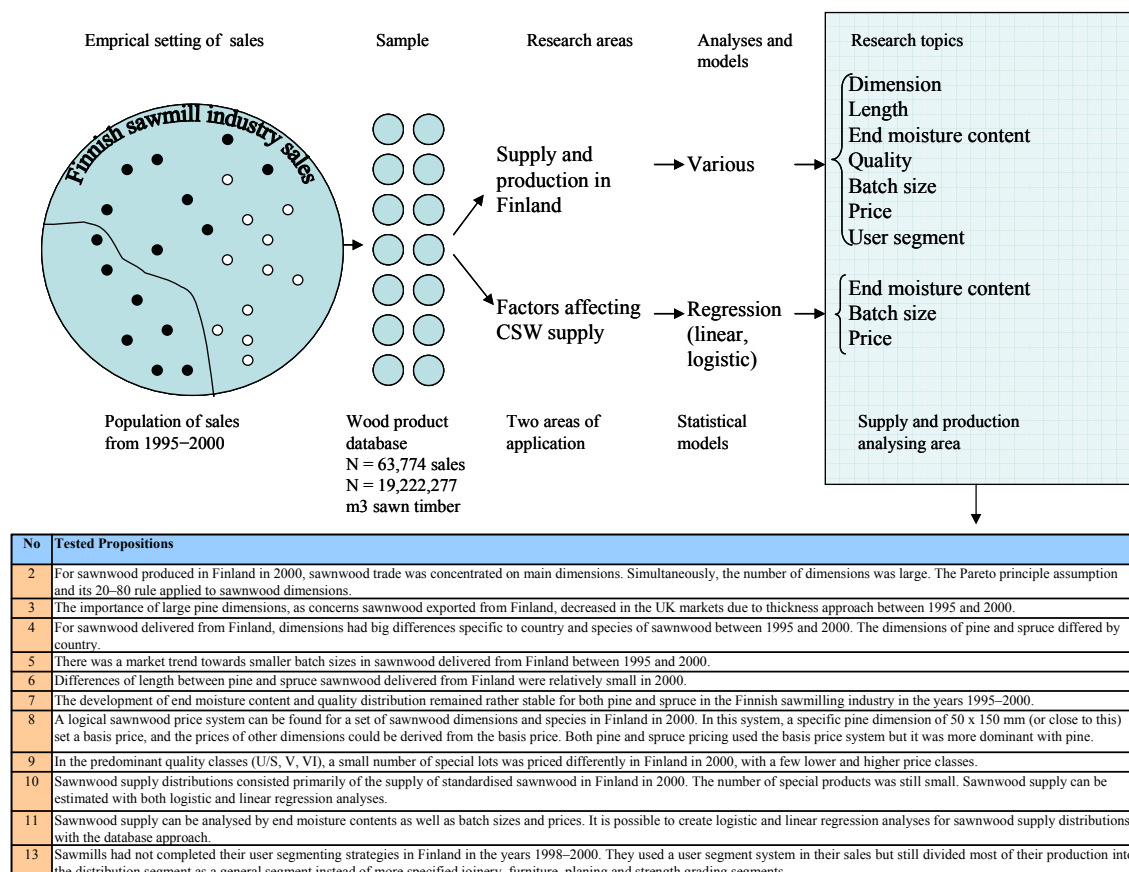 Emprical setting of sales
Sample
Research areas
Analyses and
models
Research topics
Finnish sawmill industry sales
Supply and
production in
Finland
Various
Dimension
Length
End moisture content
Quality
Batch size
Price
User segment
Factors affecting
CSW supply
Regression
(linear,
logistic)
End moisture content
Batch size
Price
Population of sales
from 1995–2000
Wood product
database
N = 63,774 sales
N = 19,222,277
m3 sawn timber
Two areas of
application
Statistical
models
Supply and production
analysing area
No Tested Propositions
2 For sawnwood produced in Finland in 2000, sawnwood trade was concentrated on main dimensions. Simultaneously, the number of dimensions was large. The Pareto principle assumption
and its 20–80 rule applied to sawnwood dimensions.
3 The importance of large pine dimensions, as concerns sawnwood exported from Finland, decreased in the UK markets due to thickness approach between 1995 and 2000.
4 For sawnwood delivered from Finland, dimensions had big differences specific to country and species of sawnwood between 1995 and 2000. The dimensions of pine and spruce differed by
country.
5 There was a market trend towards smaller batch sizes in sawnwood delivered from Finland between 1995 and 2000.
6 Differences of length between pine and spruce sawnwood delivered from Finland were relatively small in 2000.
7 The development of end moisture content and quality distribution remained rather stable for both pine and spruce in the Finnish sawmilling industry in the years 1995–2000.
8 A logical sawnwood price system can be found for a set of sawnwood dimensions and species in Finland in 2000. In this system, a specific pine dimension of 50 x 150 mm (or close to this)
set a basis price, and the prices of other dimensions could be derived from the basis price. Both pine and spruce pricing used the basis price system but it was more dominant with pine.
9 In the predominant quality classes (U/S, V, VI), a small number of special lots was priced differently in Finland in 2000, with a few lower and higher price classes.
10 Sawnwood supply distributions consisted primarily of the supply of standardised sawnwood in Finland in 2000. The number of special products was still small. Sawnwood supply can be
estimated with both logistic and linear regression analyses.
11 Sawnwood supply can be analysed by end moisture contents as well as batch sizes and prices. It is possible to create logistic and linear regression analyses for sawnwood supply distributions
with the database approach.
13 Sawmills had not completed their user segmenting strategies in Finland in the years 1998–2000. They used a user segment system in their sales but still divided most of their production into
the distribution segment as a general segment instead of more specified joinery, furniture, planing and strength grading segments.